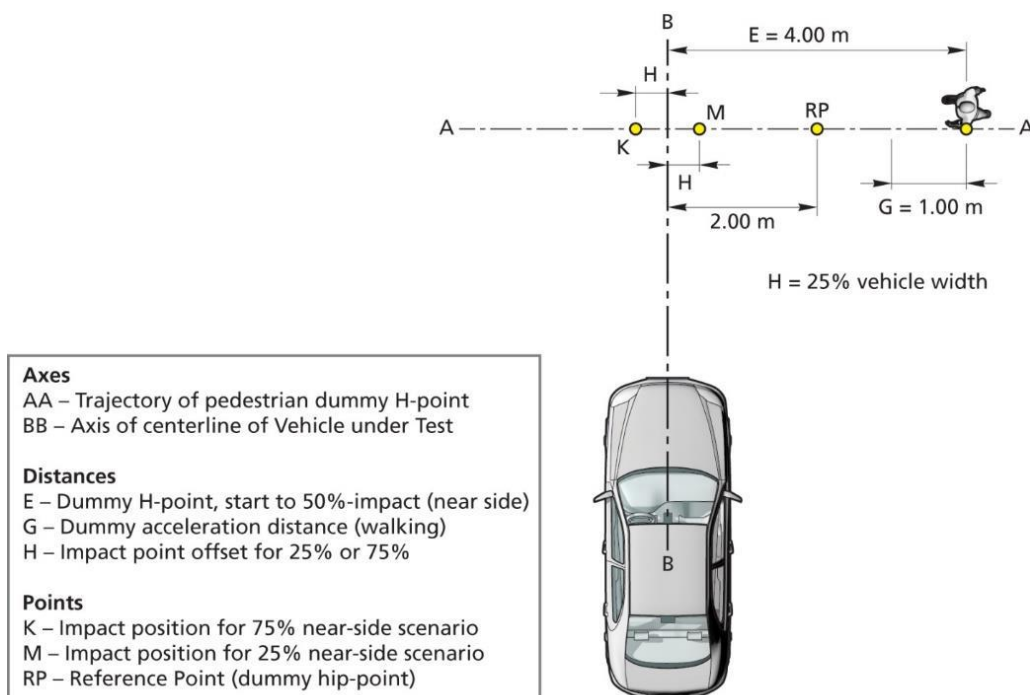 B
E = 4.00 m
H
M
RP
A
A
K
H
2.00 m
G = 1.00 m
H = 25% vehicle width
B
Axes
AA – Trajectory of pedestrian dummy H-point
BB – Axis of centerline of Vehicle under Test
Distances
E – Dummy H-point, start to 50%-impact (near side)
G – Dummy acceleration distance (walking)
H – Impact point offset for 25% or 75%
Points
K – Impact position for 75% near-side scenario
M – Impact position for 25% near-side scenario
RP – Reference Point (dummy hip-point)